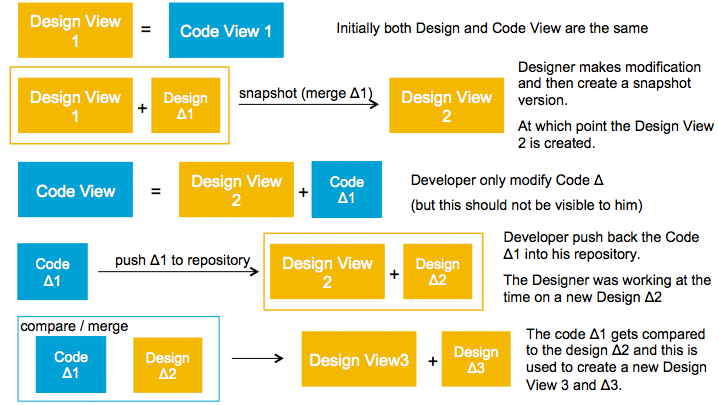 Design View
1
=
Code View 1
Initially both Design and Code View are the same
Design View
1
+
Design
Δ1
snapshot (merge Δ1)
Design View
2
Designer makes modification
and then create a snapshot
version.
At which point the Design View
2 is created.
Code View
=
Design View
2
+
Code
Δ1
Developer only modify Code Δ
(but this should not be visible to him)
Code
Δ1
push Δ1 to repository
Design View
2
+
Design
Δ2
Developer push back the Code
Δ1 into his repository.
The Designer was working at the
time on a new Design Δ2
compare / merge
Code
Δ1
Design
Δ2
Design View3
+
Design
Δ3
The code Δ1 gets compared
to the design Δ2 and this is
used to create a new Design
View 3 and Δ3.